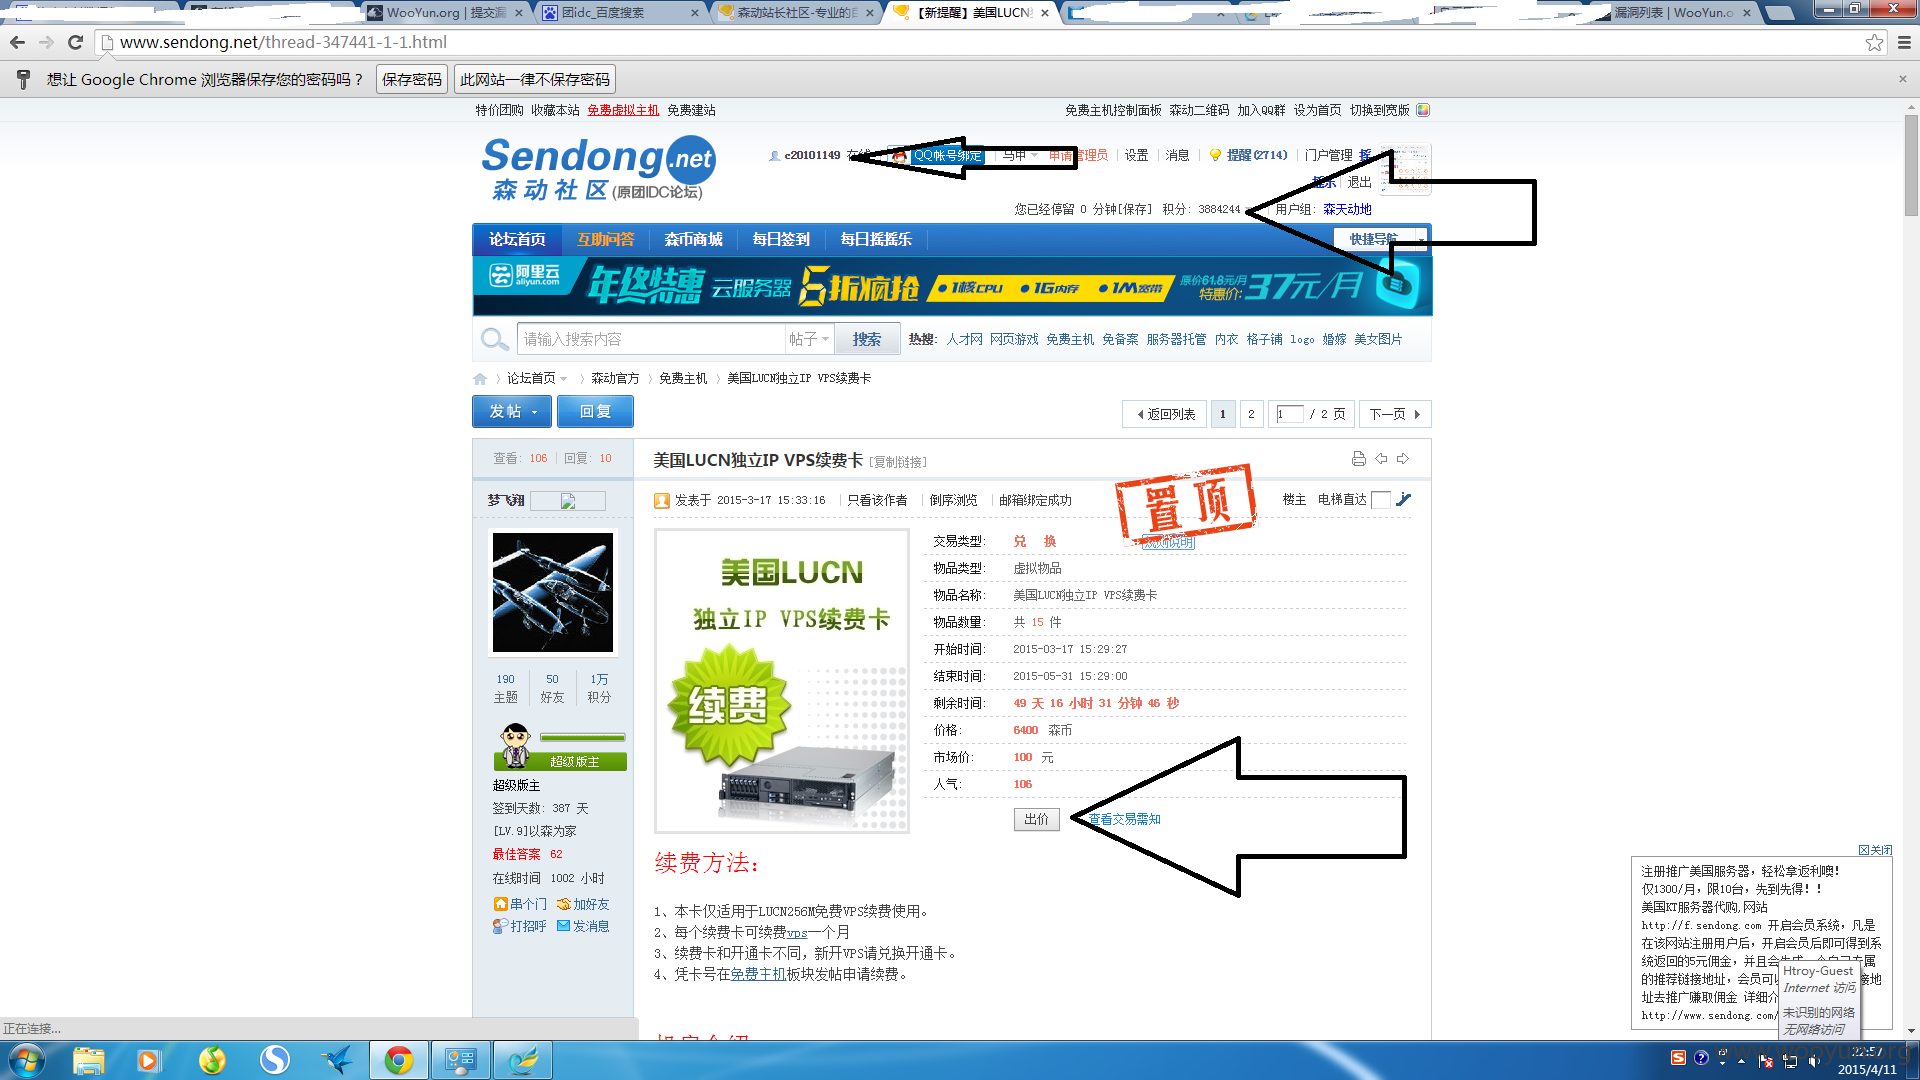 WooYun.org | 提交漏
团idc_百度搜索
森动站长社区-专业的
【新提醒】美国LUCN
漏洞列表 | WooYun.o
www.sendong.net/thread-347441-1-1.html
想让 Google Chrome 浏览器保存您的密码吗？ 保存密码 此网站一律不保存密码
特价团购 收藏本站 免费虚拟主机 免费建站
免费主机控制面板 森动二维码 加入QQ群 设为首页 切换到宽版
Sendong.net
森动社区(原团IDC论坛)
c20101149 在线 QQ帐号绑定 马甲 申请管理员 设置 消息 提醒(2714) 门户管理
退出
您已经停留 0 分钟[保存] 积分: 3884244 用户组: 森天动地
论坛首页 互助问答 森币商城 每日签到 每日摇摇乐 快捷导航
阿里云 aliyun.com 年终特惠 云服务器 6折疯抢 1核CPU 1G内存 1M宽带 原价61.8元/月 特惠价: 37元/月
请输入搜索内容 帖子 搜索 热搜: 人才网 网页游戏 免费主机 免备案 服务器托管 内衣 格子铺 logo 婚嫁 美女图片
论坛首页 森动官方 免费主机 美国LUCN独立IP VPS续费卡
发帖 回复
返回列表 1 2 1 / 2 页 下一页
查看: 106 回复: 10
美国LUCN独立IP VPS续费卡 [复制链接]
梦飞翔
发表于 2015-3-17 15:33:16 只看该作者 倒序浏览 邮箱绑定成功
置顶
楼主 电梯直达
190 50 1万
主题 好友 积分
超级版主
超级版主
签到天数: 387 天
[LV.9]以森为家
最佳答案 62
在线时间 1002 小时
串个门 加好友
打招呼 发消息
美国LUCN
独立IP VPS续费卡
续费
交易类型: 兑 换 规则说明
物品类型: 虚拟物品
物品名称: 美国LUCN独立IP VPS续费卡
物品数量: 共 15 件
开始时间: 2015-03-17 15:29:27
结束时间: 2015-05-31 15:29:00
剩余时间: 49 天 16 小时 31 分钟 46 秒
价格: 6400 森币
市场价: 100 元
人气: 106
出价 查看交易需知
续费方法:
1、本卡仅适用于LUCN256M免费VPS续费使用。
2、每个续费卡可续费vps一个月
3、续费卡和开通卡不同，新开VPS请兑换开通卡。
4、凭卡号在免费主机板块发帖申请续费。
关闭
注册推广美国服务器，轻松拿返利噢!
仅1300/月，限10台，先到先得!!
美国KT服务器代购,网站
http://f.sendong.com 开启会员系统，凡是
在该网站注册用户后，开启会员后即可得到系
统返回的5元佣金，并且会生成一个自己专属
的推荐链接地址，会员可
址去推广赚取佣金 详细介
http://www.sendong.com/
Htroy-Guest
Internet 访问
未识别的网络
无网络访问
正在连接...
www.wooyun.org
22:57
2015/4/11